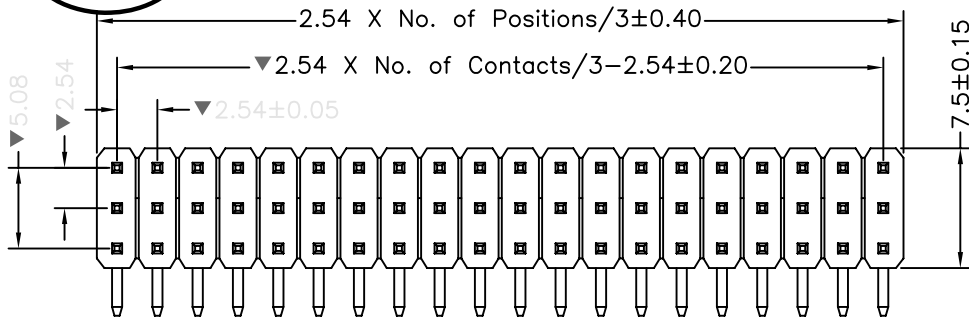 2.54 X No. of Positions/3±0.40
▼2.54 X No. of Contacts/3-2.54±0.20
▼2.54±0.05
▼5.08
▼2.54
7.5±0.15